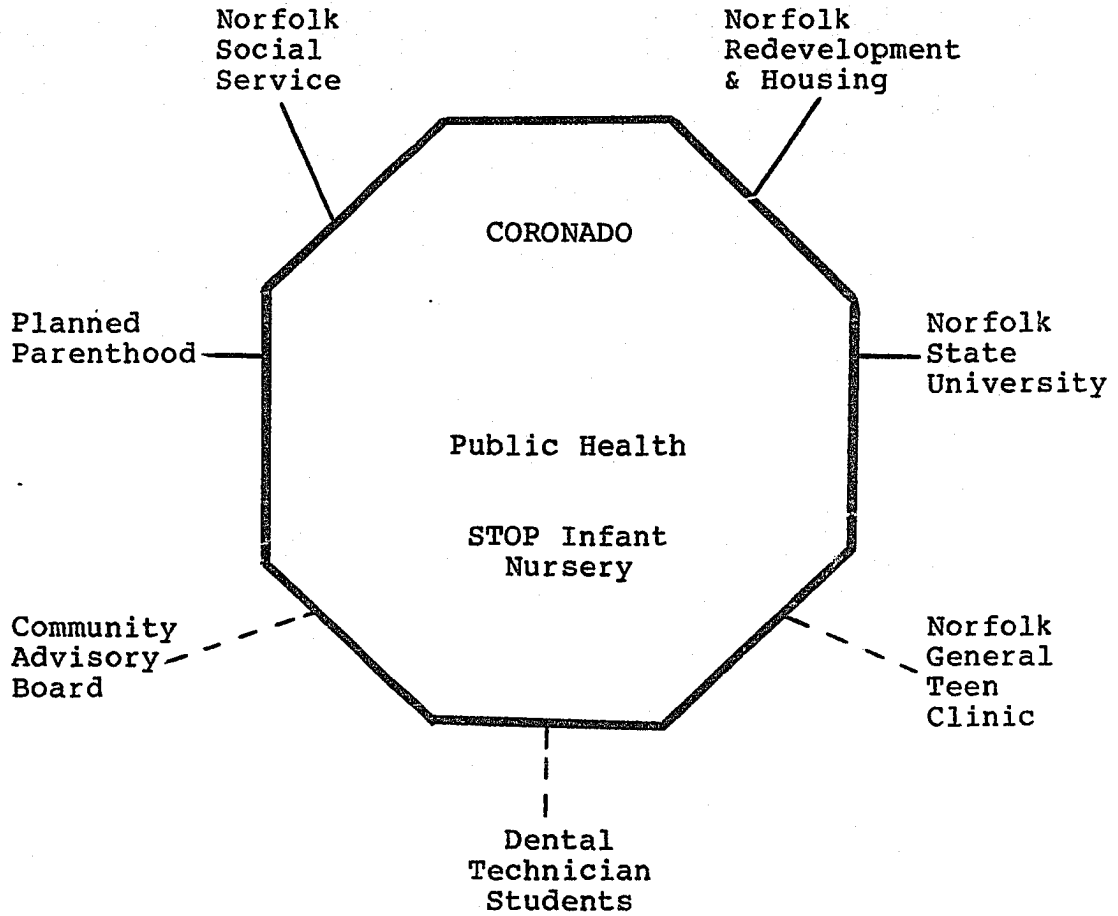 Norfolk
Social
Service
Norfolk
Redevelopment
& Housing
CORONADO
Planned
Parenthood
Norfolk
State
University
Public Health
STOP Infant
Nursery
Community
Advisory
Board
Norfolk
General
Teen
Clinic
Dental
Technician
Students